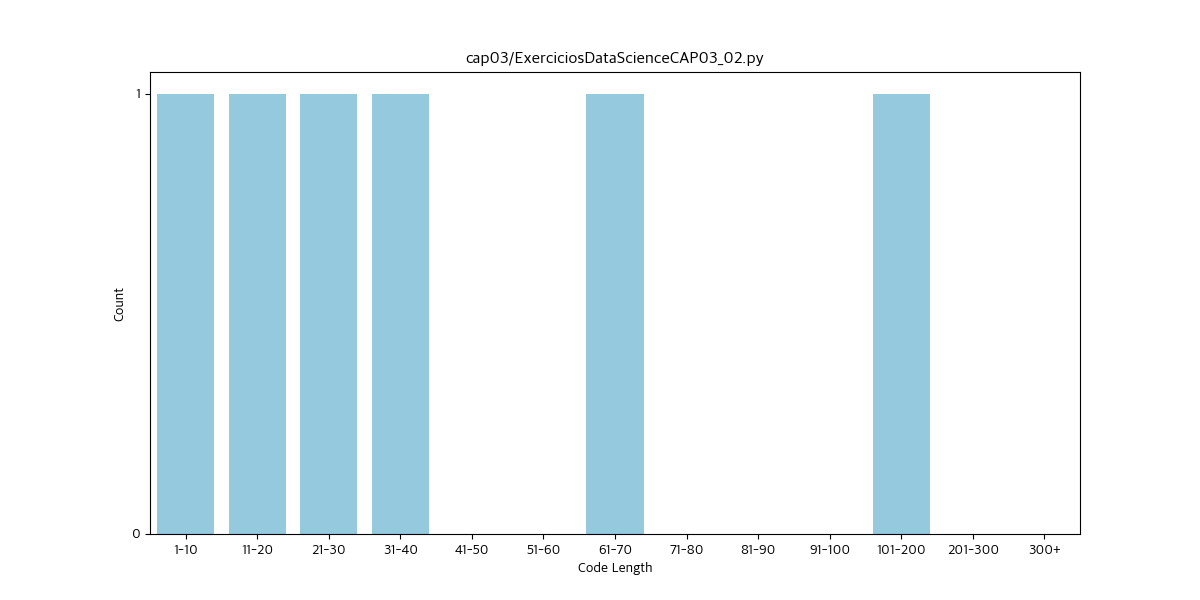 cap03/ExerciciosDataScienceCAP03_02.py
1
Count
0
1-10 11-20 21-30 31-40 41-50 51-60 61-70 71-80 81-90 91-100 101-200 201-300 300+
Code Length